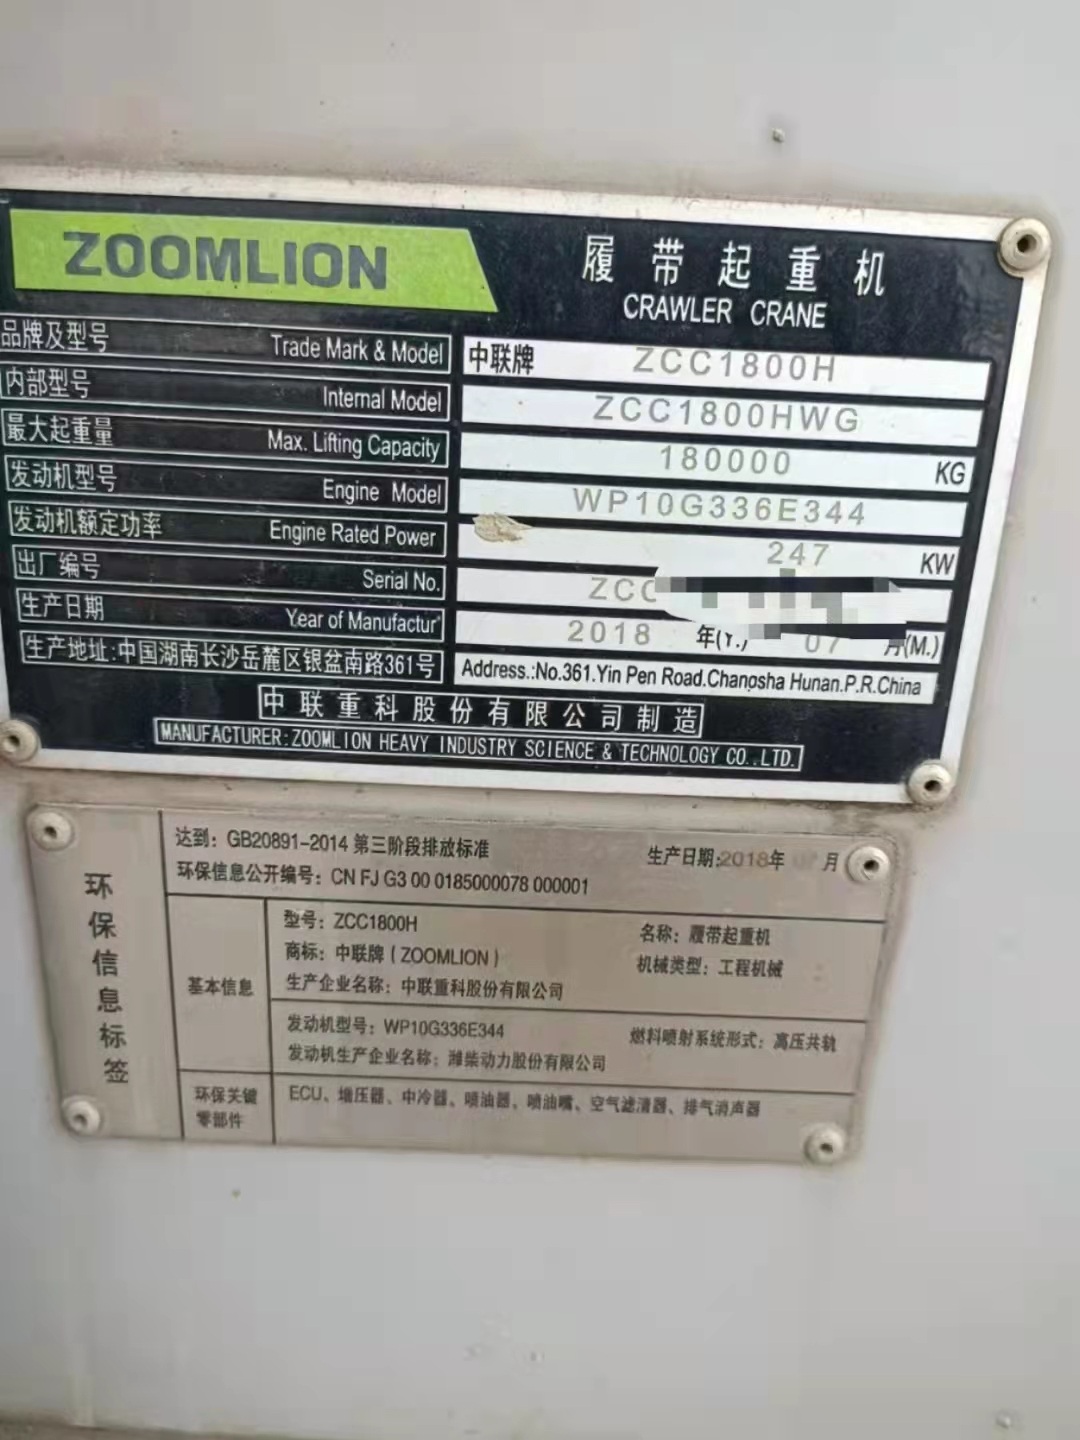 ZOOMLION
履带起重机
CRAWLER CRANE
品牌及型号 Trade Mark & Model 中联牌 ZCC1800H
内部型号 Internal Model ZCC1800HWG
最大起重量 Max. Lifting Capacity 180000 KG
发动机型号 Engine Model WP10G336E344
发动机额定功率 Engine Rated Power 247 KW
出厂编号 Serial No. ZCC
生产日期 Year of Manufactur' 2018 年(Y.) 07 月(M.)
生产地址:中国湖南长沙岳麓区银盆南路361号 Address.:No.361.Yin Pen Road.Changsha Hunan.P.R.China
中联重科股份有限公司制造
MANUFACTURER:ZOOMLION HEAVY INDUSTRY SCIENCE & TECHNOLOGY CO.,LTD.
环保信息标签
达到：GB20891-2014 第三阶段排放标准 生产日期:2018年 07 月
环保信息公开编号：CN FJ G3 00 0185000078 000001
基本信息
型号：ZCC1800H 名称：履带起重机
商标：中联牌（ZOOMLION） 机械类型：工程机械
生产企业名称：中联重科股份有限公司
发动机型号：WP10G336E344 燃料喷射系统形式：高压共轨
发动机生产企业名称：潍柴动力股份有限公司
环保关键零部件
ECU、增压器、中冷器、喷油器、喷油嘴、空气滤清器、排气消声器